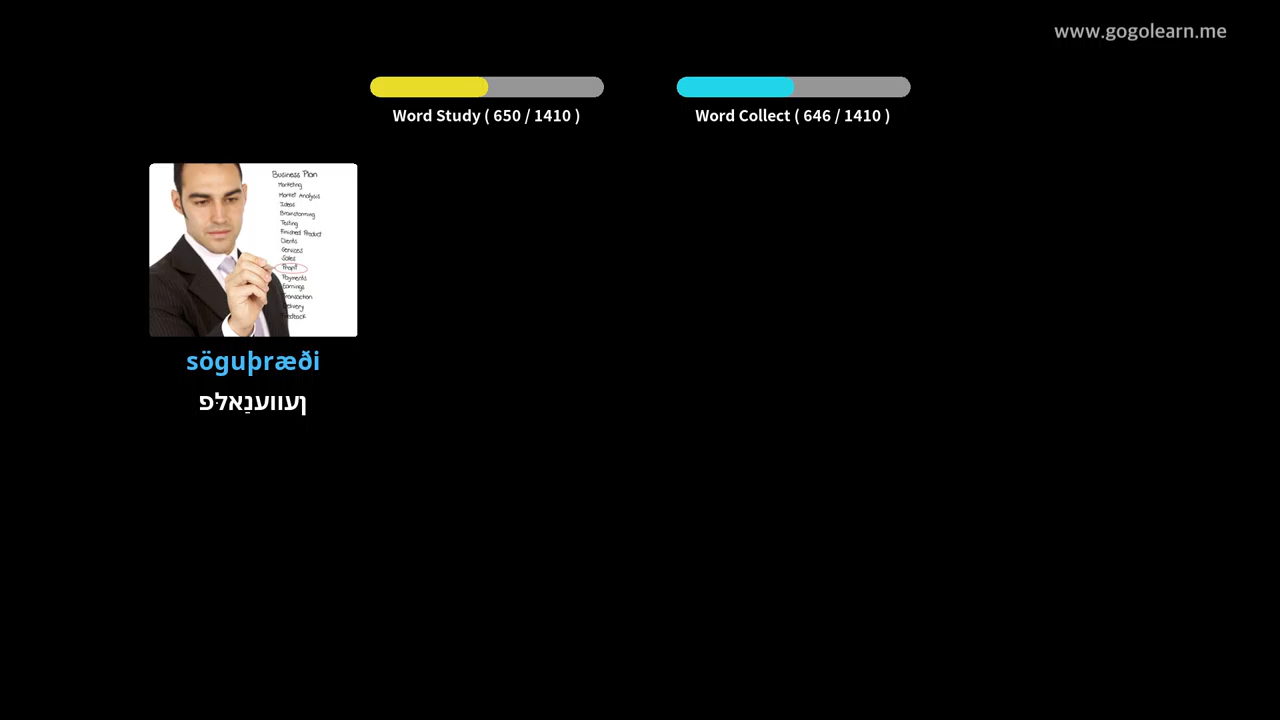 www.gogolearn.me
Word Study ( 650 / 1410 )
Word Collect ( 646 / 1410 )
Business Plan
Marketing
Market Analysis
Ideas
Brainstorming
Testing
Finished Product
Clients
Services
Sales
Profit
Payments
Earnings
Transaction
Delivery
Feedback
söguþræði
פּלאַנעווען